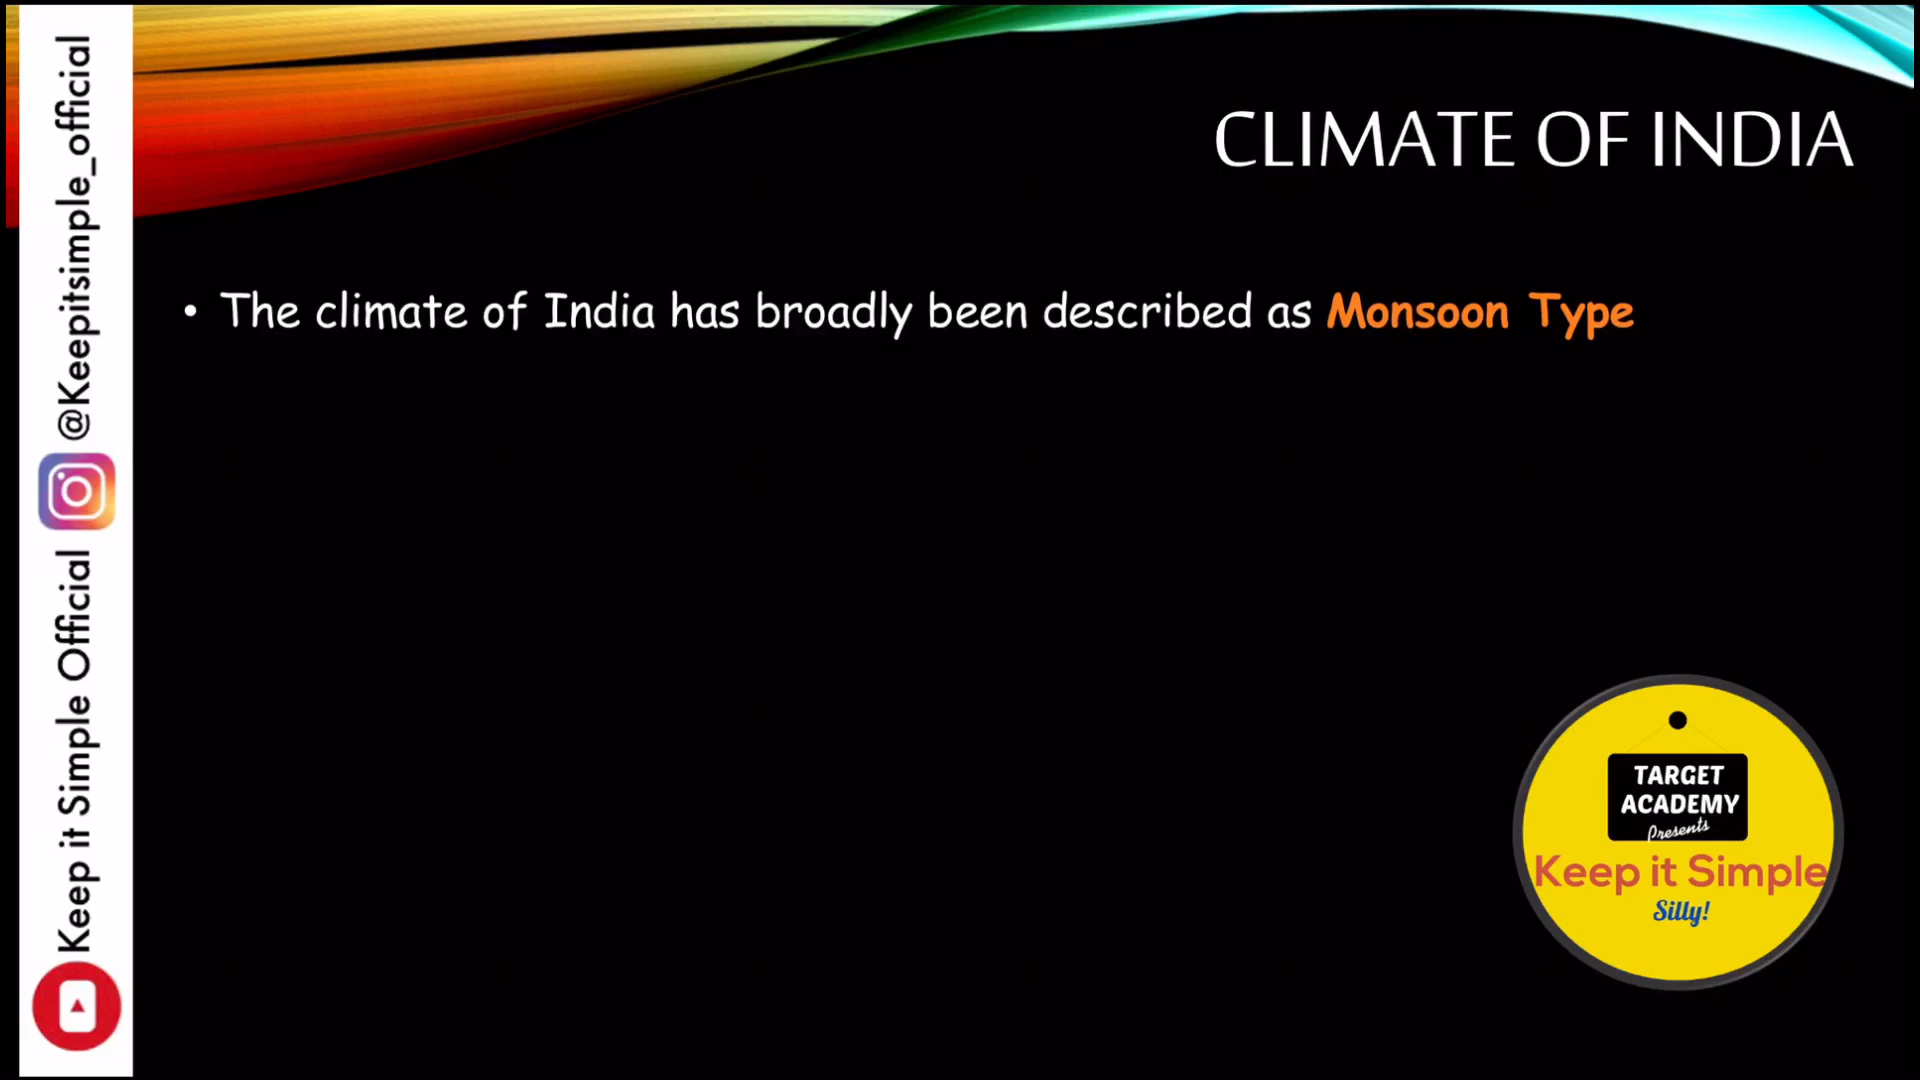 CLIMATE OF INDIA
• The climate of India has broadly been described as Monsoon Type
@Keepitsimple_official
Keep it Simple Official
TARGET
ACADEMY
Presents
Keep it Simple
Silly!